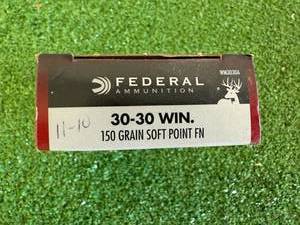 FEDERAL
AMMUNITION
11-10
30-30 WIN.
150 GRAIN SOFT POINT FN